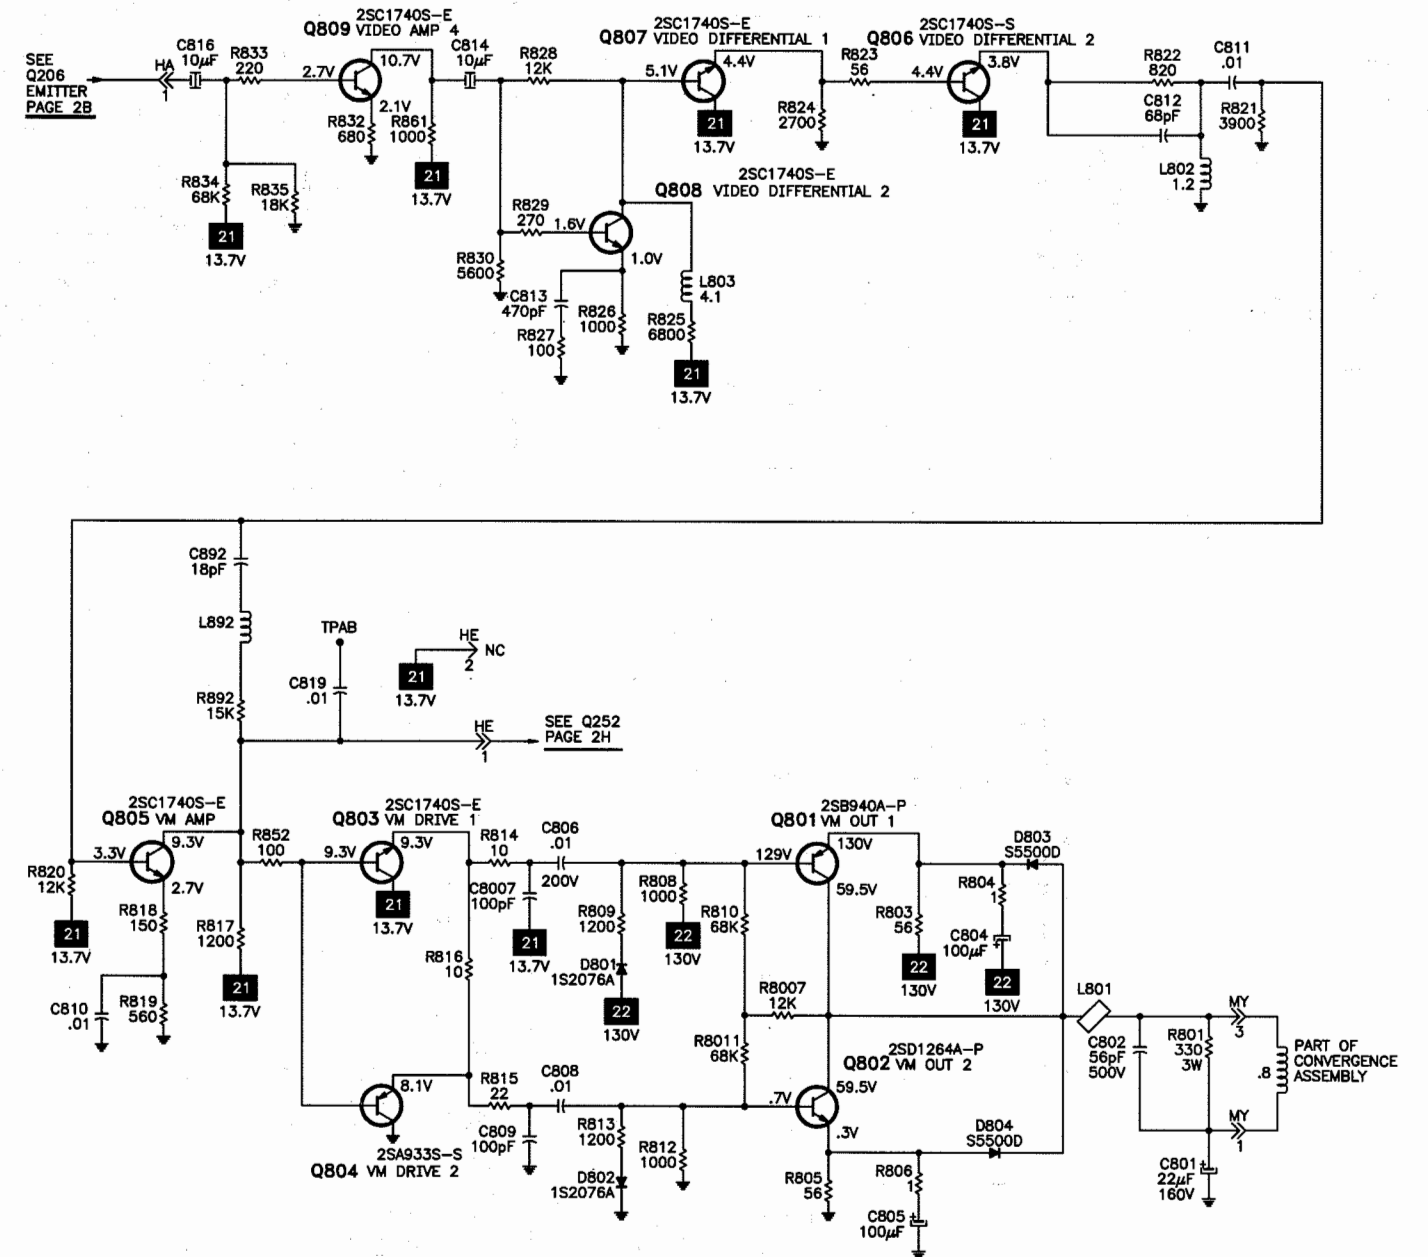 SEE
Q206
EMITTER
PAGE 2B
HA
1
C816
10µF
R833
220
2SC1740S-E
Q809 VIDEO AMP 4
2.7V
10.7V
2.1V
R832
680
R861
1000
21
13.7V
R834
68K
R835
18K
21
13.7V
C814
10µF
R828
12K
2SC1740S-E
Q807 VIDEO DIFFERENTIAL 1
5.1V
4.4V
21
13.7V
R823
56
R824
2700
2SC1740S-S
Q806 VIDEO DIFFERENTIAL 2
4.4V
3.8V
21
13.7V
R822
820
C811
.01
C812
68pF
R821
3900
L802
1.2
2SC1740S-E
Q808 VIDEO DIFFERENTIAL 2
R829
270
1.6V
1.0V
R830
5600
C813
470pF
R827
100
R826
1000
L803
4.1
R825
6800
21
13.7V
C892
18pF
L892
R892
15K
TPAB
C819
.01
HE
2
NC
21
13.7V
HE
1
SEE Q252
PAGE 2H
2SC1740S-E
Q805 VM AMP
3.3V
9.3V
2.7V
R820
12K
21
13.7V
R818
150
C810
.01
R819
560
R852
100
R817
1200
21
13.7V
2SC1740S-E
Q803 VM DRIVE 1
9.3V
9.3V
21
13.7V
R814
10
C806
.01
200V
C8007
100pF
21
13.7V
R816
10
8.1V
2SA933S-S
Q804 VM DRIVE 2
R815
22
C808
.01
C809
100pF
R809
1200
D801
1S2076A
22
130V
R808
1000
22
130V
R810
68K
R8007
12K
R8011
68K
R813
1200
D802
1S2076A
R812
1000
2SB940A-P
Q801 VM OUT 1
129V
130V
59.5V
R803
56
22
130V
R804
1
C804
100µF
+
22
130V
D803
S5500D
2SD1264A-P
Q802 VM OUT 2
59.5V
.7V
.3V
R805
56
D804
S5500D
R806
1
C805
100µF
+
L801
C802
56pF
500V
R801
330
3W
MY
3
.8
PART OF
CONVERGENCE
ASSEMBLY
MY
1
C801
22µF
160V
+